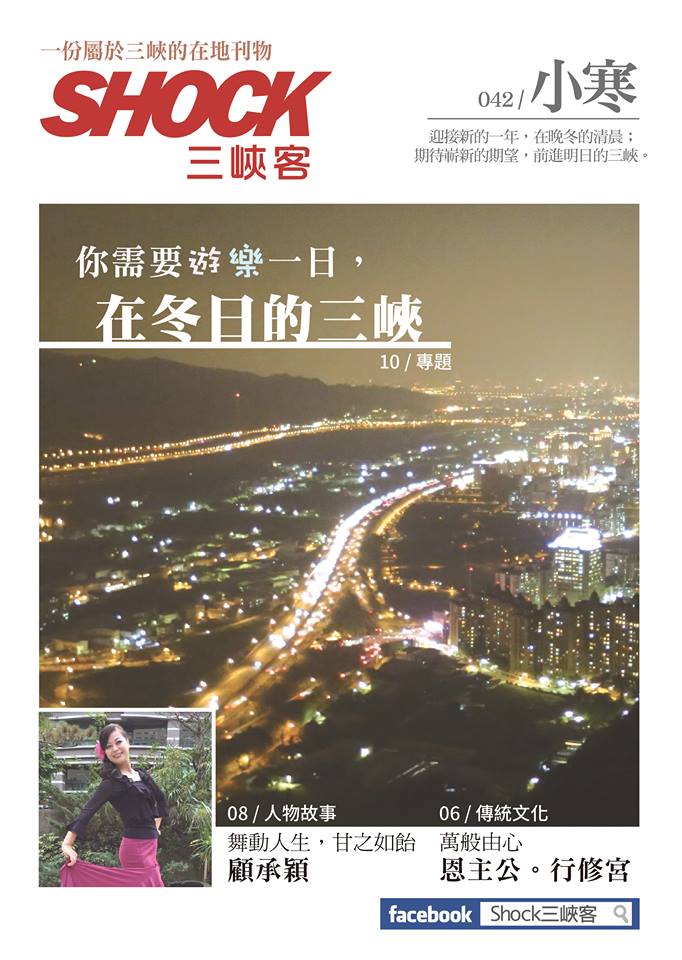 一份屬於三峽的在地刊物
SHOCK
三峽客
042 / 小寒
迎接新的一年，在晚冬的清晨；
期待嶄新的期望，前進明日的三峽。
你需要遊樂一日，
在冬日的三峽
10 / 專題
08 / 人物故事
舞動人生，甘之如飴
顧承穎
06 / 傳統文化
萬般由心
恩主公。行修宮
facebook Shock三峽客